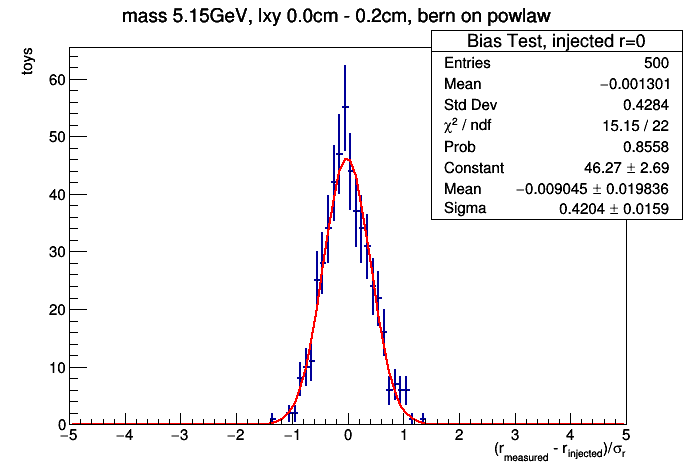 mass 5.15GeV, lxy 0.0cm - 0.2cm, bern on powlaw
toys
Bias Test, injected r=0
Entries 500
Mean −0.001301
Std Dev 0.4284
χ² / ndf 15.15 / 22
Prob 0.8558
Constant 46.27 ± 2.69
Mean −0.009045 ± 0.019836
Sigma 0.4204 ± 0.0159
60
50
40
30
20
10
0
−5 −4 −3 −2 −1 0 1 2 3 4 5
(r_measured - r_injected)/σ_r